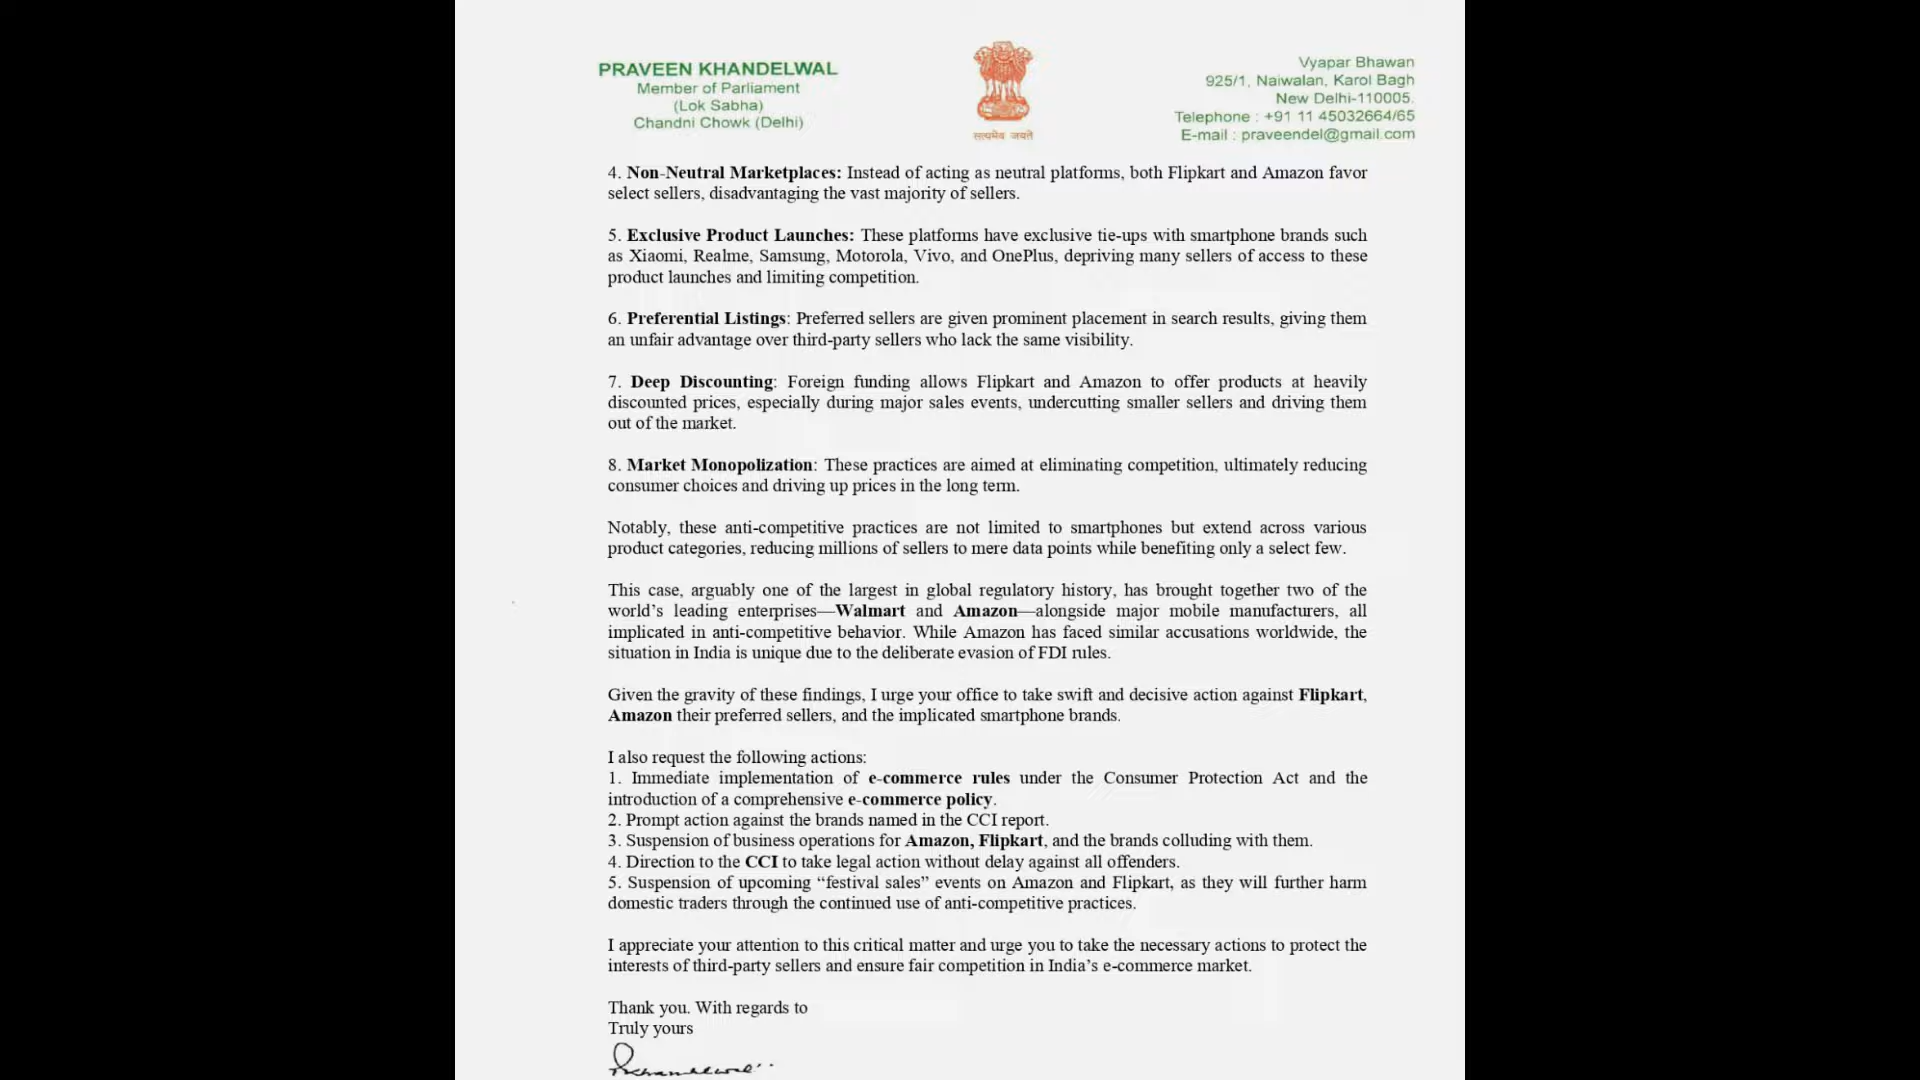 PRAVEEN KHANDELWAL
Member of Parliament
(Lok Sabha)
Chandni Chowk (Delhi)
सत्यमेव जयते
Vyapar Bhawan
925/1, Naiwalan, Karol Bagh
New Delhi-110005.
Telephone : +91 11 45032664/65
E-mail : praveendel@gmail.com
4. Non-Neutral Marketplaces: Instead of acting as neutral platforms, both Flipkart and Amazon favor
select sellers, disadvantaging the vast majority of sellers.
5. Exclusive Product Launches: These platforms have exclusive tie-ups with smartphone brands such
as Xiaomi, Realme, Samsung, Motorola, Vivo, and OnePlus, depriving many sellers of access to these
product launches and limiting competition.
6. Preferential Listings: Preferred sellers are given prominent placement in search results, giving them
an unfair advantage over third-party sellers who lack the same visibility.
7. Deep Discounting: Foreign funding allows Flipkart and Amazon to offer products at heavily
discounted prices, especially during major sales events, undercutting smaller sellers and driving them
out of the market.
8. Market Monopolization: These practices are aimed at eliminating competition, ultimately reducing
consumer choices and driving up prices in the long term.
Notably, these anti-competitive practices are not limited to smartphones but extend across various
product categories, reducing millions of sellers to mere data points while benefiting only a select few.
This case, arguably one of the largest in global regulatory history, has brought together two of the
world’s leading enterprises—Walmart and Amazon—alongside major mobile manufacturers, all
implicated in anti-competitive behavior. While Amazon has faced similar accusations worldwide, the
situation in India is unique due to the deliberate evasion of FDI rules.
Given the gravity of these findings, I urge your office to take swift and decisive action against Flipkart,
Amazon their preferred sellers, and the implicated smartphone brands.
I also request the following actions:
1. Immediate implementation of e-commerce rules under the Consumer Protection Act and the
introduction of a comprehensive e-commerce policy.
2. Prompt action against the brands named in the CCI report.
3. Suspension of business operations for Amazon, Flipkart, and the brands colluding with them.
4. Direction to the CCI to take legal action without delay against all offenders.
5. Suspension of upcoming “festival sales” events on Amazon and Flipkart, as they will further harm
domestic traders through the continued use of anti-competitive practices.
I appreciate your attention to this critical matter and urge you to take the necessary actions to protect the
interests of third-party sellers and ensure fair competition in India’s e-commerce market.
Thank you. With regards to
Truly yours